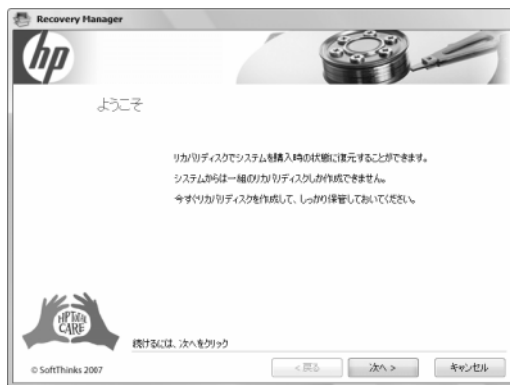 Recovery Manager
hp
ようこそ
リカバリディスクでシステムを購入時の状態に復元することができます。
システムからは一組のリカバリディスクしか作成できません。
今すぐリカバリディスクを作成して、しっかり保管しておいてください。
HP Total
CARE
続けるには、次へをクリック
© SoftThinks 2007
< 戻る
次へ >
キャンセル